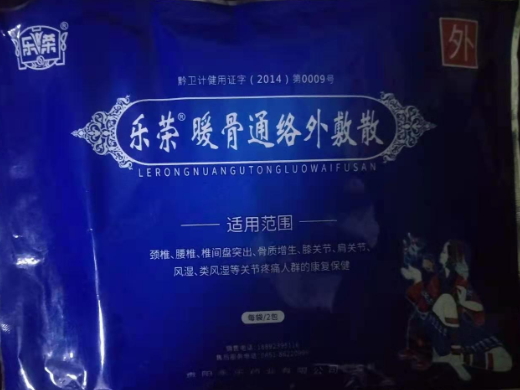 乐荣®
外
黔卫计健用证字（2014）第0009号
乐荣®暖骨通络外敷散
LERONGNUANGUTONGLUOWAIFUSAN
适用范围
颈椎、腰椎、椎间盘突出、骨质增生、膝关节、肩关节、
风湿、类风湿等关节疼痛人群的康复保健
每袋/2包